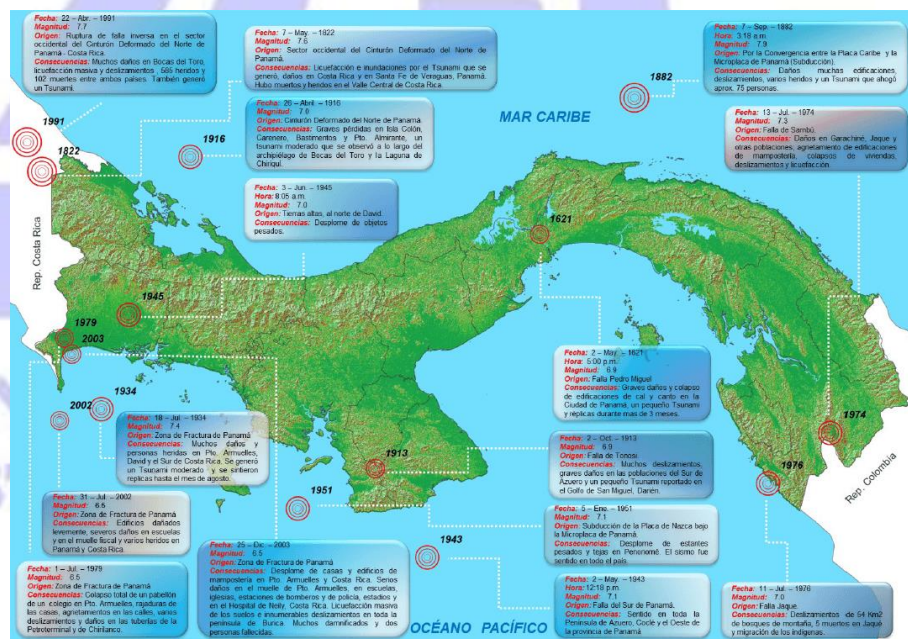 Fecha: 22 – Abr. – 1991
Magnitud: 7.7
Origen: Ruptura de falla inversa en el sector
occidental del Cinturón Deformado del Norte de
Panamá - Costa Rica.
Consecuencias: Muchos daños en Bocas del Toro,
licuefacción masiva y deslizamientos , 585 heridos y
102 muertes entre ambos países. También generó
un Tsunami.
Fecha: 7 – May. – 1822
Magnitud: 7.6
Origen: Sector occidental del Cinturón Deformado del Norte de
Panamá.
Consecuencias: Licuefacción e inundaciones por el Tsunami que se
generó, daños en Costa Rica y en Santa Fe de Veraguas, Panamá.
Hubo muertos y heridos en el Valle Central de Costa Rica.
Fecha: 26 – Abril. – 1916
Magnitud: 7.0
Origen: Cinturón Deformado del Norte de Panamá.
Consecuencias: Graves pérdidas en Isla Colón,
Carenero, Bastimentos y Pto. Almirante, un
tsunami moderado que se observó a lo largo del
archipiélago de Bocas del Toro y la Laguna de
Chiriquí.
Fecha: 3 – Jun. – 1945
Hora: 8:05 a.m.
Magnitud: 7.0
Origen: Tierras altas, al norte de David.
Consecuencias: Desplome de objetos
pesados.
Fecha: 7 – Sep. – 1882
Hora: 3:18 a.m
Magnitud: 7.9
Origen: Por la Convergencia entre la Placa Caribe y la
Microplaca de Panamá (Subducción).
Consecuencias: Daños muchas edificaciones,
deslizamientos, varios heridos y un Tsunami que ahogó
aprox. 75 personas.
Fecha: 13 – Jul. – 1974
Magnitud: 7.3
Origen: Falla de Sambú.
Consecuencias: Daños en Garachiné, Jaque y
otras poblaciones, agrietamiento de edificaciones
de mampostería, colapsos de viviendas,
deslizamientos y licuefacción.
MAR CARIBE
1991
1822
1916
1882
1621
1945
1979
2003
2002
1934
1913
1951
1943
1976
1974
Rep. Costa Rica
Rep. Colombia
OCÉANO PACÍFICO
Fecha: 2 – May. – 1621
Hora: 5:00 p.m.
Magnitud: 6.9
Origen: Falla Pedro Miguel
Consecuencias: Graves daños y colapso
de edificaciones de cal y canto en la
Ciudad de Panamá, un pequeño Tsunami
y réplicas durante mas de 3 meses.
Fecha: 18 – Jul. – 1934
Magnitud: 7.4
Origen: Zona de Fractura de Panamá
Consecuencias: Muchos daños y
personas heridas en Pto. Armuelles,
David y el Sur de Costa Rica. Se generó
un Tsunami moderado y se sintieron
replicas hasta el mes de agosto.
Fecha: 2 – Oct. – 1913
Magnitud: 6.9
Origen: Falla de Tonosí
Consecuencias: Muchos deslizamientos,
graves daños en las poblaciones del Sur de
Azuero y un pequeño Tsunami reportado en
el Golfo de San Miguel, Darién.
Fecha: 31 – Jul. – 2002
Magnitud: 6.5
Origen: Zona de Fractura de Panamá
Consecuencias: Edificios dañados
levemente, severos daños en escuelas y
en el muelle fiscal y varios heridos en
Panamá y Costa Rica.
Fecha: 5 – Ene. – 1951
Magnitud: 7.1
Origen: Subducción de la Placa de Nazca bajo la
Microplaca de Panamá.
Consecuencias: Desplome de estantes
pesados y tejas en Penonomé. El sismo fue
sentido en todo el país.
Fecha: 1 – Jul. – 1979
Magnitud: 6.5
Origen: Zona de Fractura de Panamá
Consecuencias: Colapso total de un pabellón
de un colegio en Pto. Armuelles, rajaduras de
las casas, agrietamientos en las calles, varios
deslizamientos y daños en las tuberías de la
Petroterminal y de Chirilanco.
Fecha: 25 – Dic. – 2003
Magnitud: 6.5
Origen: Zona de Fractura de Panamá
Consecuencias: Desplome de casas y edificios de
mampostería en Pto. Armuelles y Costa Rica. Serios
daños en el muelle de Pto. Armuelles, en escuelas,
iglesias, estaciones de bomberos y de policía, estadios y
en el Hospital de Neily, Costa Rica. Licuefacción masiva
de los suelos e innumerables deslizamientos en toda la
península de Burica. Muchos damnificados y dos
personas fallecidas.
Fecha: 2 – May. – 1943
Hora: 12:18 p.m.
Magnitud: 7.1
Origen: Falla del Sur de Panamá.
Consecuencias: Sentido en toda la
Península de Azuero, Coclé y el Oeste de
la provincia de Panamá
Fecha: 11 – Jul. – 1976
Magnitud: 7.0
Origen: Falla Jaque.
Consecuencias: Deslizamientos de 54 Km2
de bosques de montaña, 5 muertes en Jaqué
y migración de los indígenas.